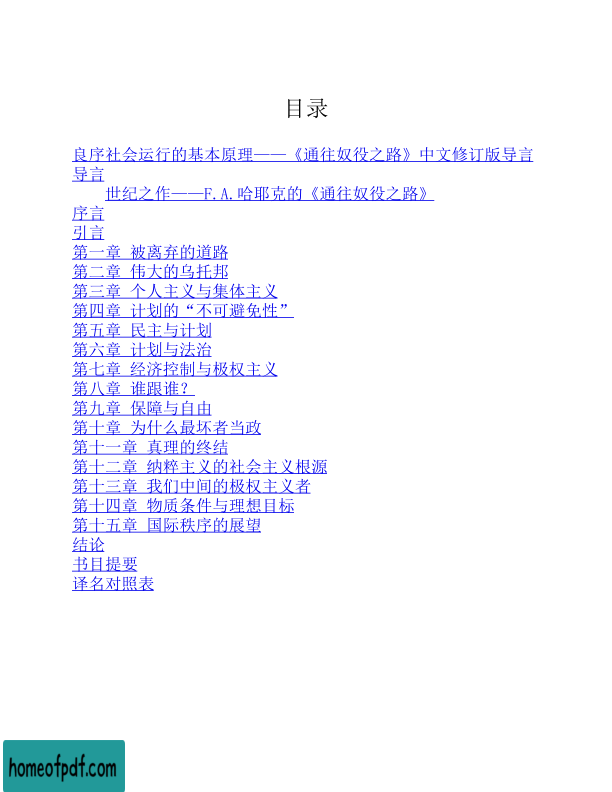 目录
良序社会运行的基本原理——《通往奴役之路》中文修订版导言
导言
世纪之作——F.A.哈耶克的《通往奴役之路》
序言
引言
第一章 被离弃的道路
第二章 伟大的乌托邦
第三章 个人主义与集体主义
第四章 计划的“不可避免性”
第五章 民主与计划
第六章 计划与法治
第七章 经济控制与极权主义
第八章 谁跟谁？
第九章 保障与自由
第十章 为什么最坏者当政
第十一章 真理的终结
第十二章 纳粹主义的社会主义根源
第十三章 我们中间的极权主义者
第十四章 物质条件与理想目标
第十五章 国际秩序的展望
结论
书目提要
译名对照表
homeofpdf.com